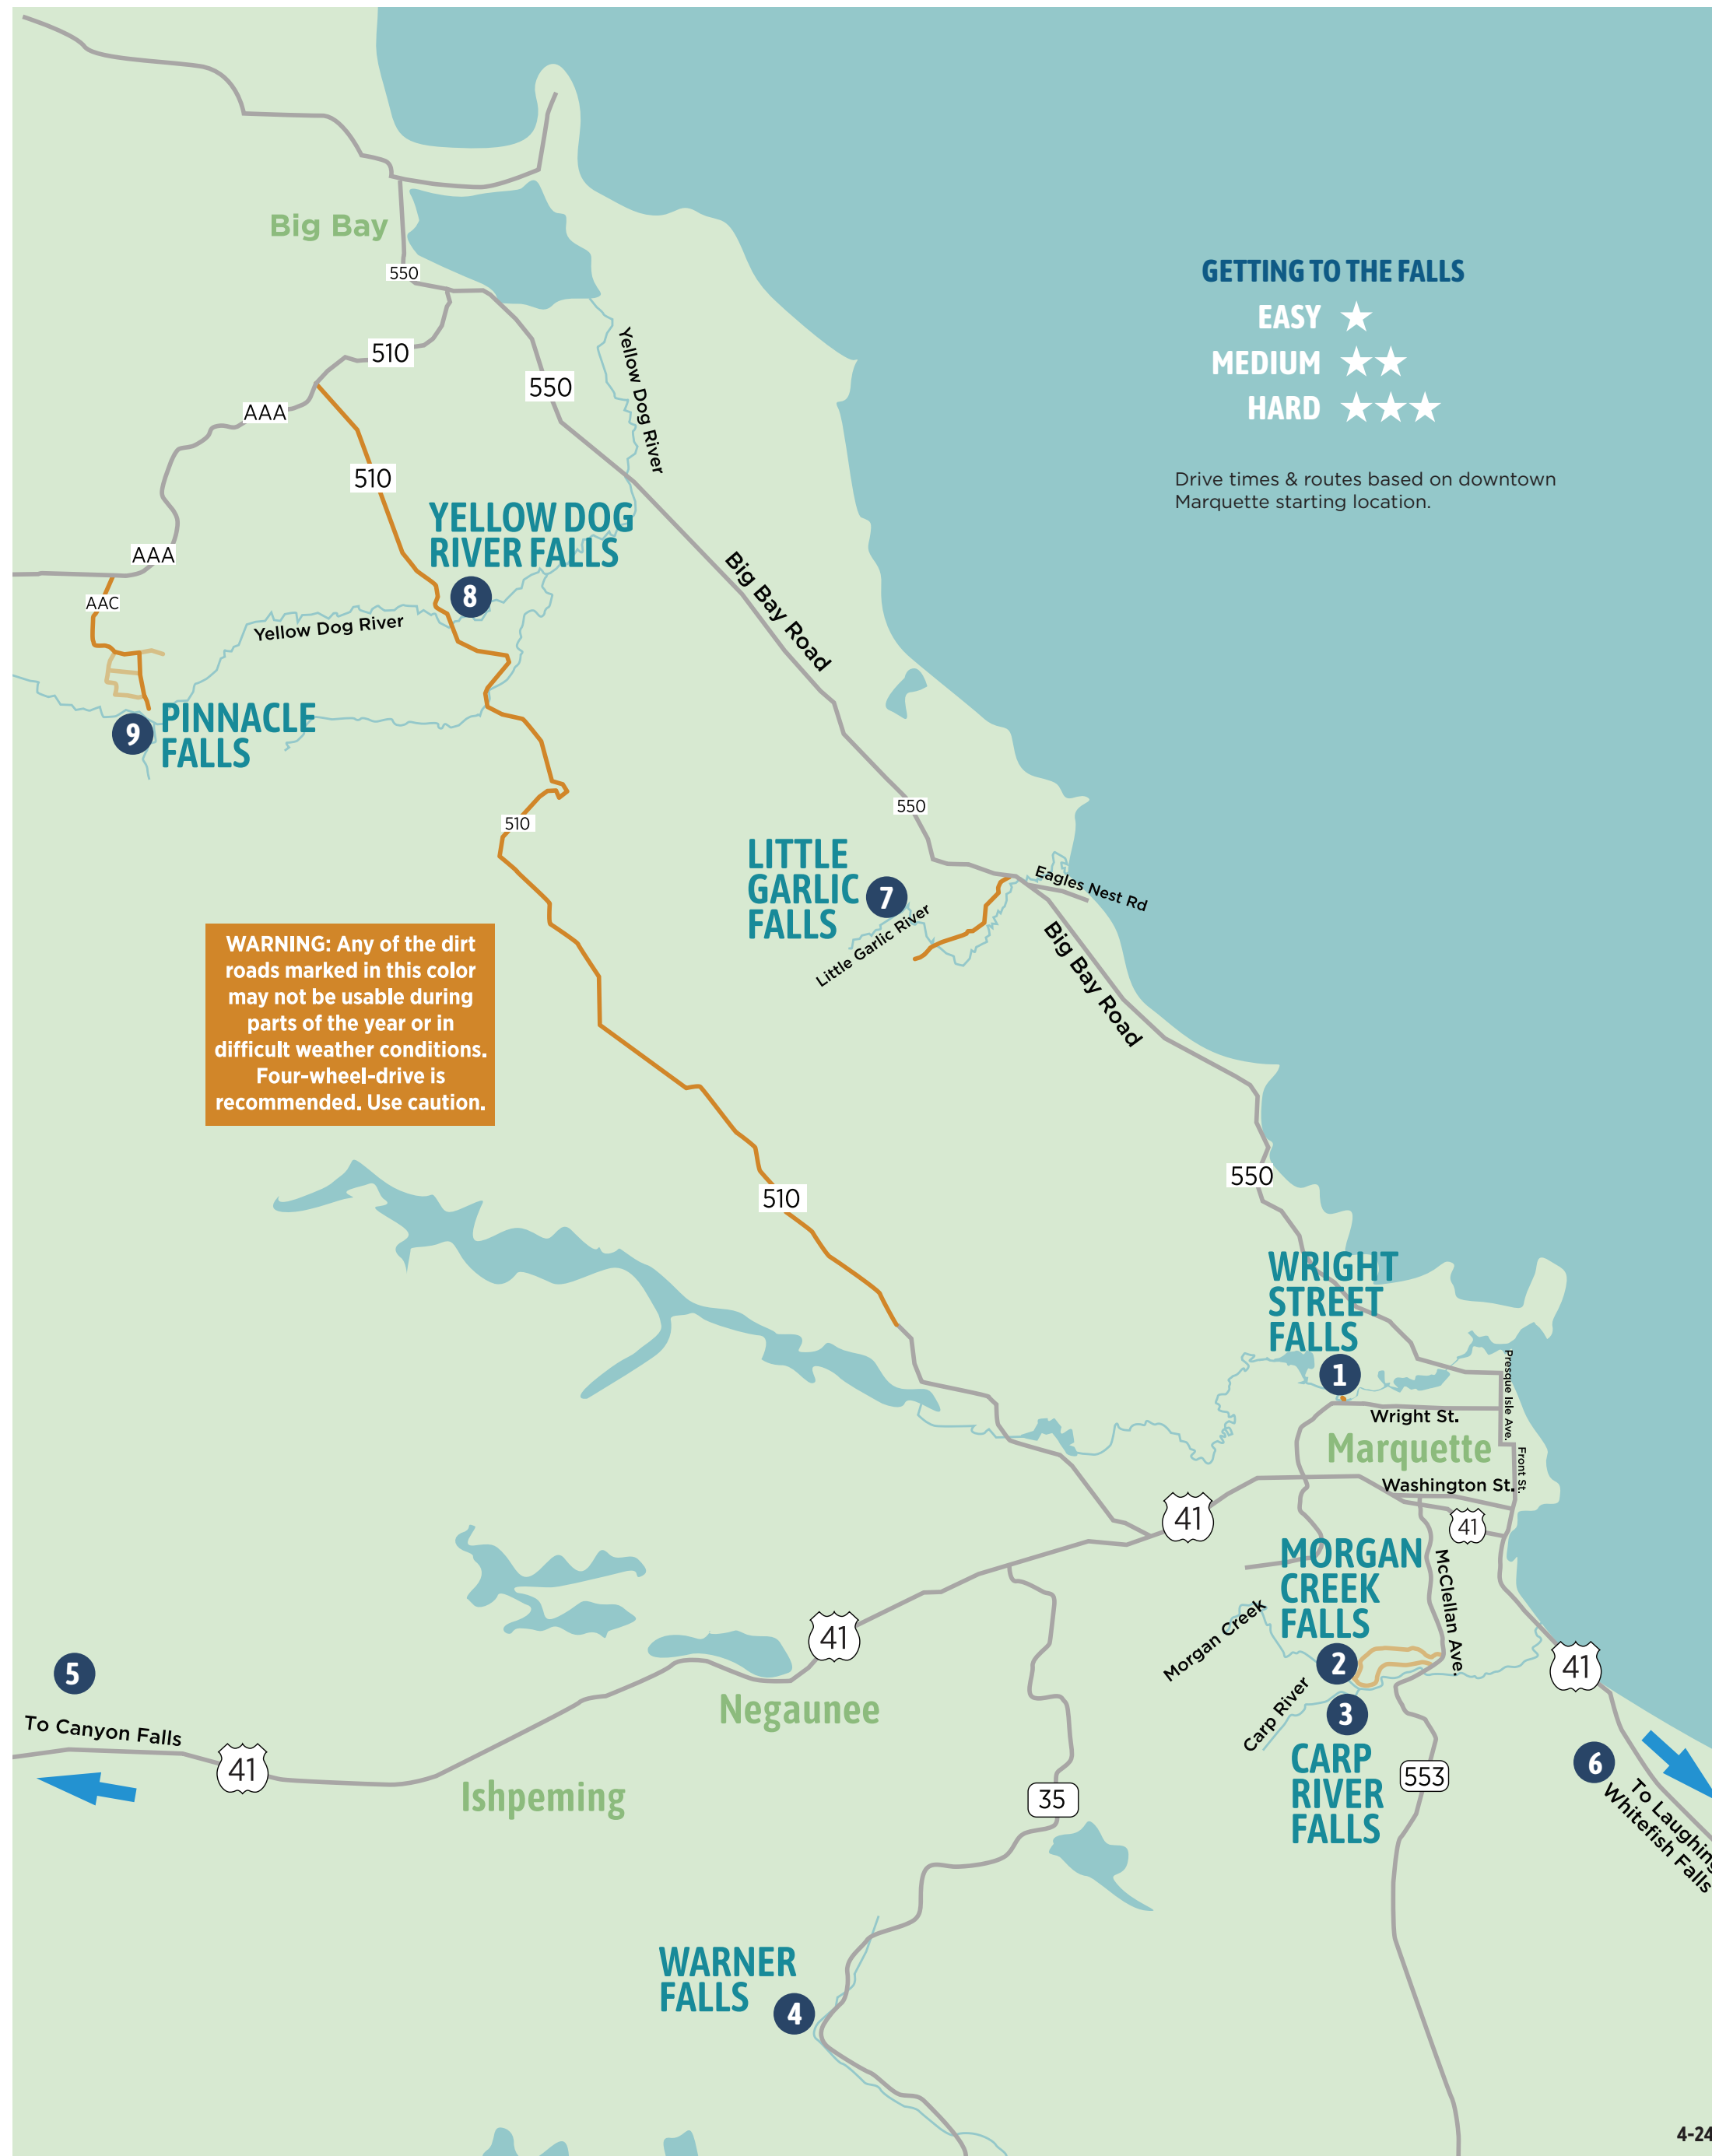 Big Bay
550
GETTING TO THE FALLS
EASY
MEDIUM
HARD
Drive times & routes based on downtown
Marquette starting location.
510
550
Yellow Dog River
AAA
510
YELLOW DOG
RIVER FALLS
8
AAA
AAC
Yellow Dog River
Big Bay Road
9
PINNACLE
FALLS
550
510
LITTLE
GARLIC
FALLS
7
Little Garlic River
Eagles Nest Rd
Big Bay Road
WARNING: Any of the dirt
roads marked in this color
may not be usable during
parts of the year or in
difficult weather conditions.
Four-wheel-drive is
recommended. Use caution.
510
550
WRIGHT
STREET
FALLS
1
Presque Isle Ave.
Wright St.
Marquette
Front St.
Washington St.
41
41
MORGAN
CREEK
FALLS
McClellan Ave.
Morgan Creek
2
41
41
5
Carp River
3
Negaunee
To Canyon Falls
41
CARP
RIVER
FALLS
553
6
To Laughing
Whitefish Falls
Ishpeming
35
WARNER
FALLS
4
4-24